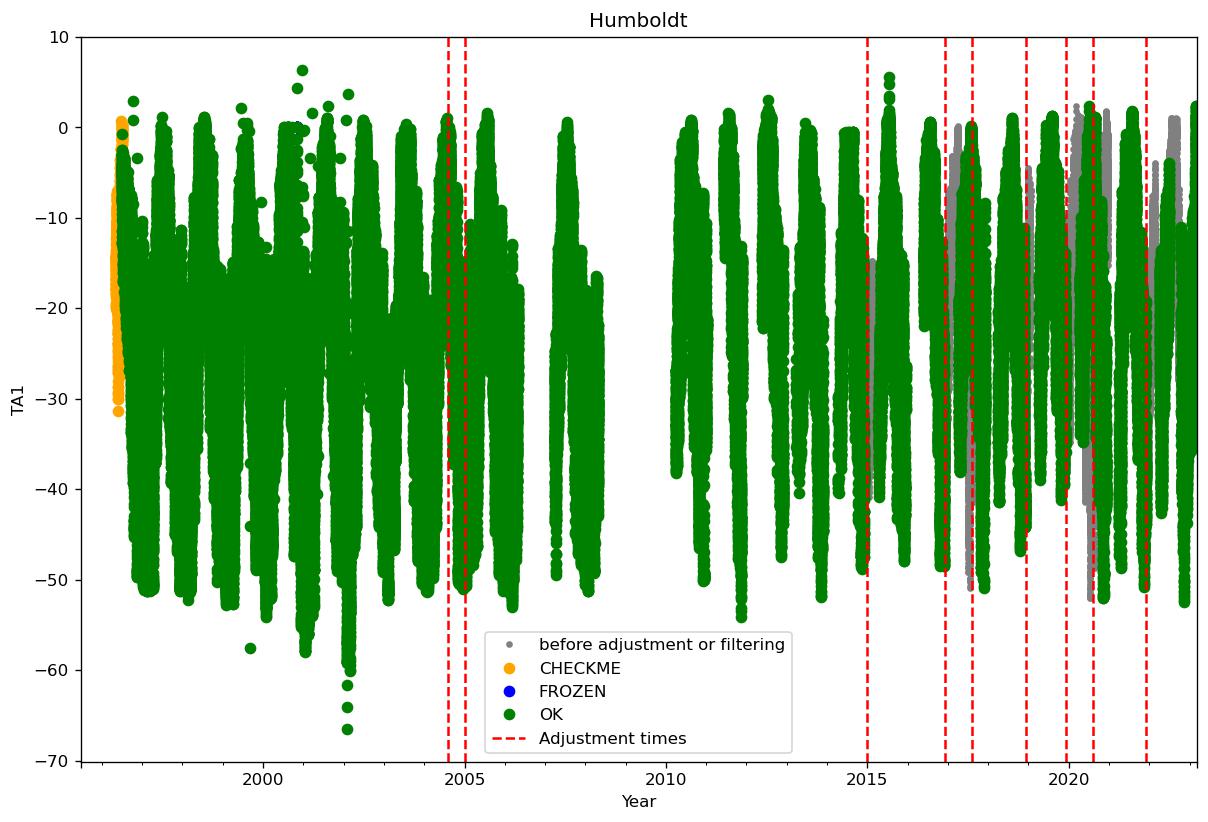 Humboldt
10
0
−10
−20
−30
−40
−50
−60
−70
TA1
before adjustment or filtering
CHECKME
FROZEN
OK
Adjustment times
2000
2005
2010
2015
2020
Year